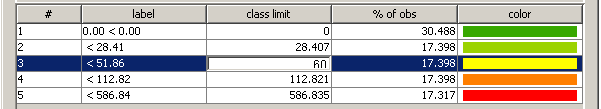 # label class limit % of obs color
1 0.00 < 0.00 0 30.488
2 < 28.41 28.407 17.398
3 < 51.86 60 17.398
4 < 112.82 112.821 17.398
5 < 586.84 586.835 17.317